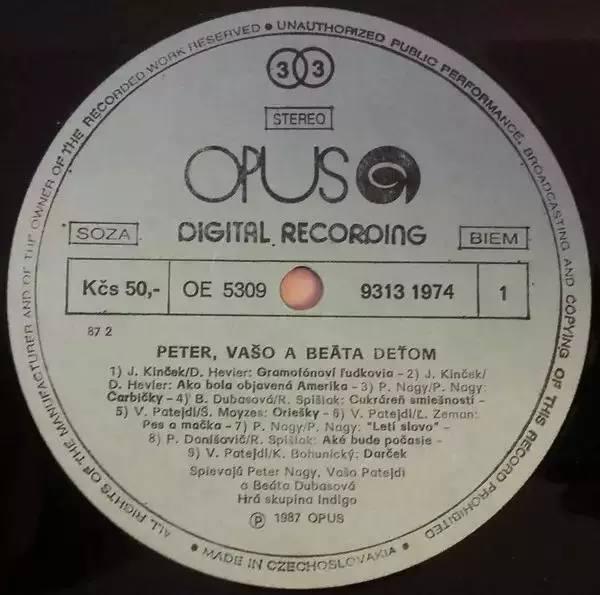 ALL RIGHTS OF THE MANUFACTURER AND OF THE OWNER OF THE RECORDED WORK RESERVED • UNAUTHORIZED PUBLIC PERFORMANCE, BROADCASTING AND COPYING OF THIS RECORD PROHIBITED
33
STEREO
OPUS
SOZA
DIGITAL RECORDING
BIEM
Kčs 50,- OE 5309 9313 1974 1
87 2
PETER, VAŠO A BEÁTA DEŤOM
1) J. Kinček/D. Hevier: Gramofónoví ľudkovia - 2) J. Kinček/
D. Hevier: Ako bola objavená Amerika - 3) P. Nagy/P. Nagy:
Čarbičky - 4) B. Dubasová/R. Spišiak: Cukráreň smiešností -
5) V. Patejdl/Š. Moyzes: Oriešky - 6) V. Patejdl/Ľ. Zeman:
Pes a mačka - 7) P. Nagy/P. Nagy: "Letí slovo" -
8) P. Danišovič/R. Spišiak: Aké bude počasie -
9) V. Patejdl/K. Bohunický: Darček
Spievajú Peter Nagy, Vašo Patejdl
a Beáta Dubasová
Hrá skupina Indigo
Ⓟ 1987 OPUS
• MADE IN CZECHOSLOVAKIA •